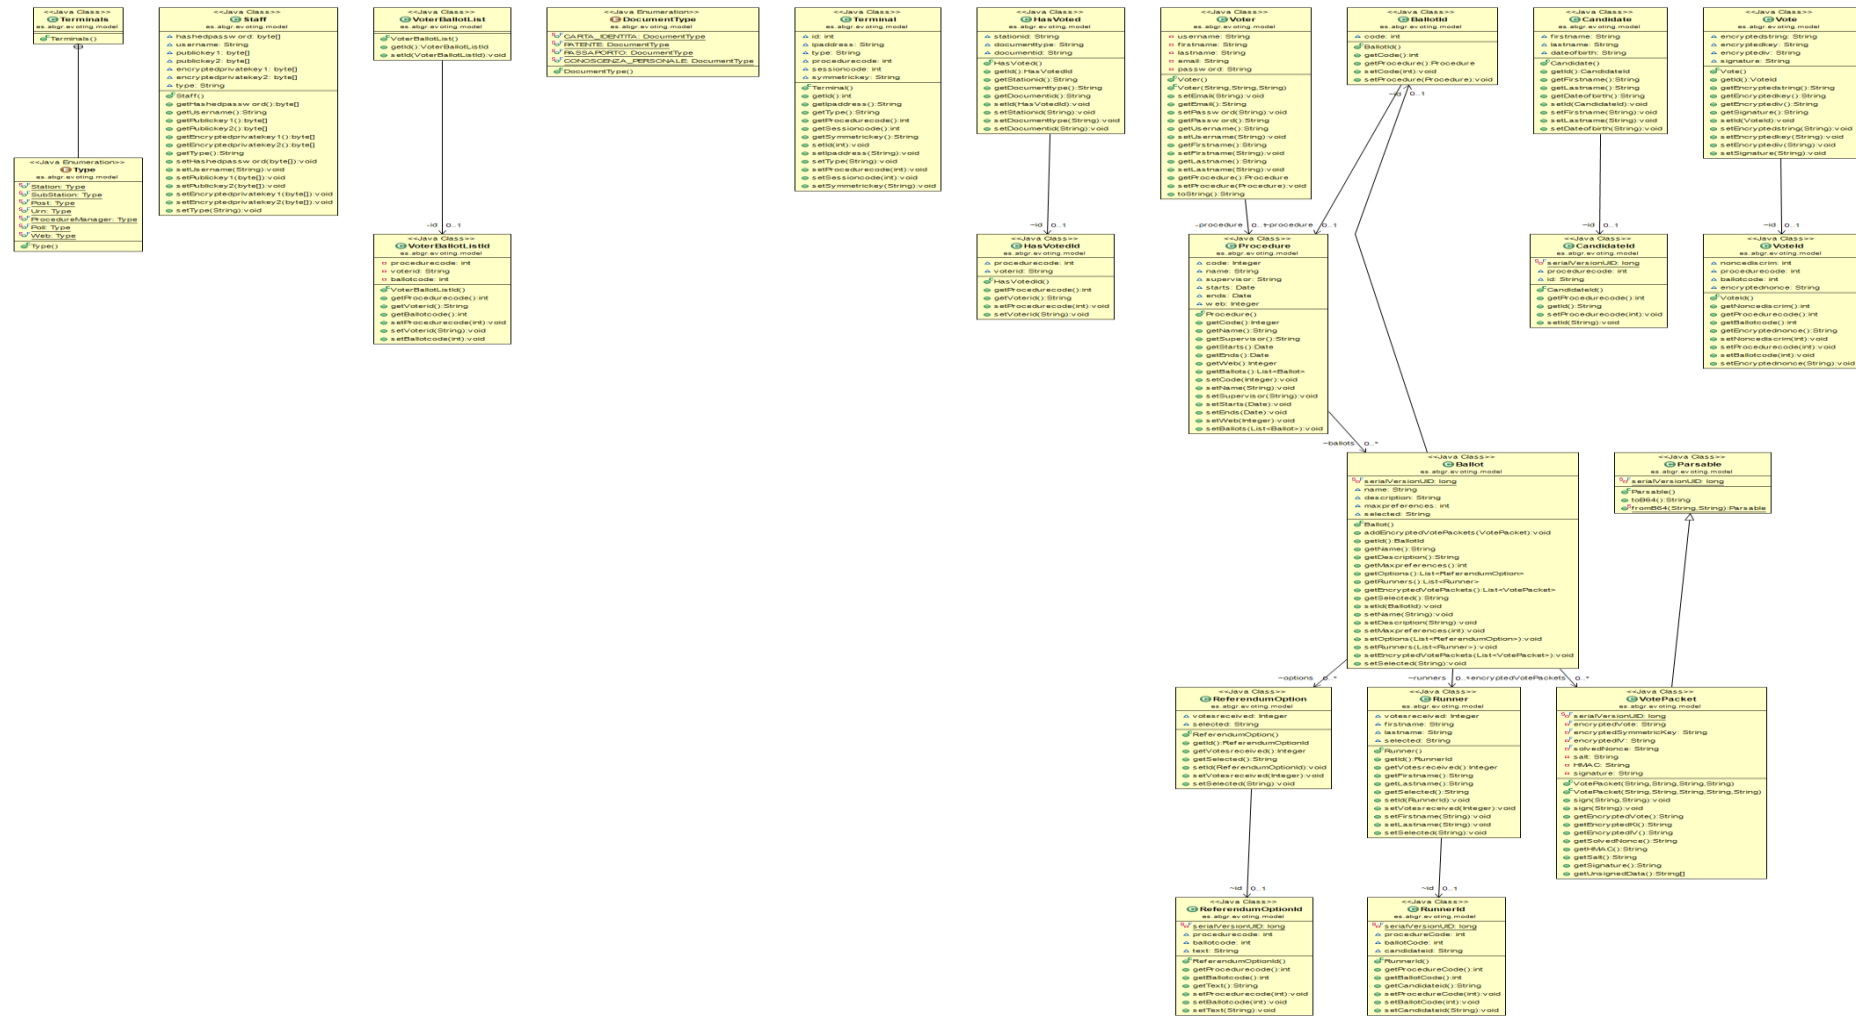 <<Java Class>>
Terminals
es.abgr.evoting.model
Terminals()
<<Java Enumeration>>
Type
es.abgr.evoting.model
Station: Type
SubStation: Type
Post: Type
Urn: Type
ProcedureManager: Type
Poll: Type
Web: Type
Type()
<<Java Class>>
Staff
es.abgr.evoting.model
hashedpassword: byte[]
username: String
publickey1: byte[]
publickey2: byte[]
encryptedprivatekey1: byte[]
encryptedprivatekey2: byte[]
type: String
Staff()
getHashedpassword():byte[]
getUsername():String
getPublickey1():byte[]
getPublickey2():byte[]
getEncryptedprivatekey1():byte[]
getEncryptedprivatekey2():byte[]
getType():String
setHashedpassword(byte[]):void
setUsername(String):void
setPublickey1(byte[]):void
setPublickey2(byte[]):void
setEncryptedprivatekey1(byte[]):void
setEncryptedprivatekey2(byte[]):void
setType(String):void
<<Java Class>>
VoterBallotList
es.abgr.evoting.model
VoterBallotList()
getId():VoterBallotListId
setId(VoterBallotListId):void
-id 0..1
<<Java Class>>
VoterBallotListId
es.abgr.evoting.model
procedurecode: int
voterid: String
ballotcode: int
VoterBallotListId()
getProcedurecode():int
getVoterid():String
getBallotcode():int
setProcedurecode(int):void
setVoterid(String):void
setBallotcode(int):void
<<Java Enumeration>>
DocumentType
es.abgr.evoting.model
CARTA_IDENTITA: DocumentType
PATENTE: DocumentType
PASSAPORTO: DocumentType
CONOSCENZA_PERSONALE: DocumentType
DocumentType()
<<Java Class>>
Terminal
es.abgr.evoting.model
id: int
ipaddress: String
type: String
procedurecode: int
sessioncode: int
symmetrickey: String
Terminal()
getId():int
getIpaddress():String
getType():String
getProcedurecode():int
getSessioncode():int
getSymmetrickey():String
setId(int):void
setIpaddress(String):void
setType(String):void
setProcedurecode(int):void
setSessioncode(int):void
setSymmetrickey(String):void
<<Java Class>>
HasVoted
es.abgr.evoting.model
stationid: String
documenttype: String
documentid: String
HasVoted()
getId():HasVotedId
getStationid():String
getDocumenttype():String
getDocumentid():String
setId(HasVotedId):void
setStationid(String):void
setDocumenttype(String):void
setDocumentid(String):void
~id 0..1
<<Java Class>>
HasVotedId
es.abgr.evoting.model
procedurecode: int
voterid: String
HasVotedId()
getProcedurecode():int
getVoterid():String
setProcedurecode(int):void
setVoterid(String):void
<<Java Class>>
Voter
es.abgr.evoting.model
username: String
firstname: String
lastname: String
email: String
password: String
Voter()
Voter(String,String,String)
setEmail(String):void
getEmail():String
setPassword(String):void
getPassword():String
getUsername():String
setUsername(String):void
getFirstname():String
setFirstname(String):void
getLastname():String
setLastname(String):void
getProcedure():Procedure
setProcedure(Procedure):void
toString():String
-procedure 0..1
~procedure 0..1
<<Java Class>>
Procedure
es.abgr.evoting.model
code: Integer
name: String
supervisor: String
starts: Date
ends: Date
web: Integer
Procedure()
getCode():Integer
getName():String
getSupervisor():String
getStarts():Date
getEnds():Date
getWeb():Integer
getBallots():List<Ballot>
setCode(Integer):void
setName(String):void
setSupervisor(String):void
setStarts(Date):void
setEnds(Date):void
setWeb(Integer):void
setBallots(List<Ballot>):void
~ballots 0..*
<<Java Class>>
BallotId
es.abgr.evoting.model
code: int
BallotId()
getCode():int
getProcedure():Procedure
setCode(int):void
setProcedure(Procedure):void
~id 0..1
<<Java Class>>
Candidate
es.abgr.evoting.model
firstname: String
lastname: String
dateofbirth: String
Candidate()
getId():CandidateId
getFirstname():String
getLastname():String
getDateofbirth():String
setId(CandidateId):void
setFirstname(String):void
setLastname(String):void
setDateofbirth(String):void
~id 0..1
<<Java Class>>
CandidateId
es.abgr.evoting.model
serialVersionUID: long
procedurecode: int
id: String
CandidateId()
getProcedurecode():int
getId():String
setProcedurecode(int):void
setId(String):void
<<Java Class>>
Vote
es.abgr.evoting.model
encryptedstring: String
encryptedkey: String
encryptediv: String
signature: String
Vote()
getId():VoteId
getEncryptedstring():String
getEncryptedkey():String
getEncryptediv():String
getSignature():String
setId(VoteId):void
setEncryptedstring(String):void
setEncryptedkey(String):void
setEncryptediv(String):void
setSignature(String):void
~id 0..1
<<Java Class>>
VoteId
es.abgr.evoting.model
noncediscrim: int
procedurecode: int
ballotcode: int
encryptednonce: String
VoteId()
getNoncediscrim():int
getProcedurecode():int
getBallotcode():int
getEncryptednonce():String
setNoncediscrim(int):void
setProcedurecode(int):void
setBallotcode(int):void
setEncryptednonce(String):void
<<Java Class>>
Ballot
es.abgr.evoting.model
serialVersionUID: long
name: String
description: String
maxpreferences: int
selected: String
Ballot()
addEncryptedVotePackets(VotePacket):void
getId():BallotId
getName():String
getDescription():String
getMaxpreferences():int
getOptions():List<ReferendumOption>
getRunners():List<Runner>
getEncryptedVotePackets():List<VotePacket>
getSelected():String
setId(BallotId):void
setName(String):void
setDescription(String):void
setMaxpreferences(int):void
setOptions(List<ReferendumOption>):void
setRunners(List<Runner>):void
setEncryptedVotePackets(List<VotePacket>):void
setSelected(String):void
~options 0..*
~runners 0..*
~encryptedVotePackets 0..*
<<Java Class>>
Parsable
es.abgr.evoting.model
serialVersionUID: long
Parsable()
toB64():String
fromB64(String,String):Parsable
<<Java Class>>
ReferendumOption
es.abgr.evoting.model
votesreceived: Integer
selected: String
ReferendumOption()
getId():ReferendumOptionId
getVotesreceived():Integer
getSelected():String
setId(ReferendumOptionId):void
setVotesreceived(Integer):void
setSelected(String):void
~id 0..1
<<Java Class>>
ReferendumOptionId
es.abgr.evoting.model
serialVersionUID: long
procedurecode: int
ballotcode: int
text: String
ReferendumOptionId()
getProcedurecode():int
getBallotcode():int
getText():String
setProcedurecode(int):void
setBallotcode(int):void
setText(String):void
<<Java Class>>
Runner
es.abgr.evoting.model
votesreceived: Integer
firstname: String
lastname: String
selected: String
Runner()
getId():RunnerId
getVotesreceived():Integer
getFirstname():String
getLastname():String
getSelected():String
setId(RunnerId):void
setVotesreceived(Integer):void
setFirstname(String):void
setLastname(String):void
setSelected(String):void
~id 0..1
<<Java Class>>
RunnerId
es.abgr.evoting.model
serialVersionUID: long
procedureCode: int
ballotCode: int
candidateid: String
RunnerId()
getProcedureCode():int
getBallotCode():int
getCandidateid():String
setProcedureCode(int):void
setBallotCode(int):void
setCandidateid(String):void
<<Java Class>>
VotePacket
es.abgr.evoting.model
serialVersionUID: long
encryptedVote: String
encryptedSymmetricKey: String
encryptedIV: String
solvedNonce: String
salt: String
HMAC: String
signature: String
VotePacket(String,String,String,String)
VotePacket(String,String,String,String,String)
sign(String,String):void
sign(String):void
getEncryptedVote():String
getEncryptedKi():String
getEncryptedIV():String
getSolvedNonce():String
getHMAC():String
getSalt():String
getSignature():String
getUnsignedData():String[]